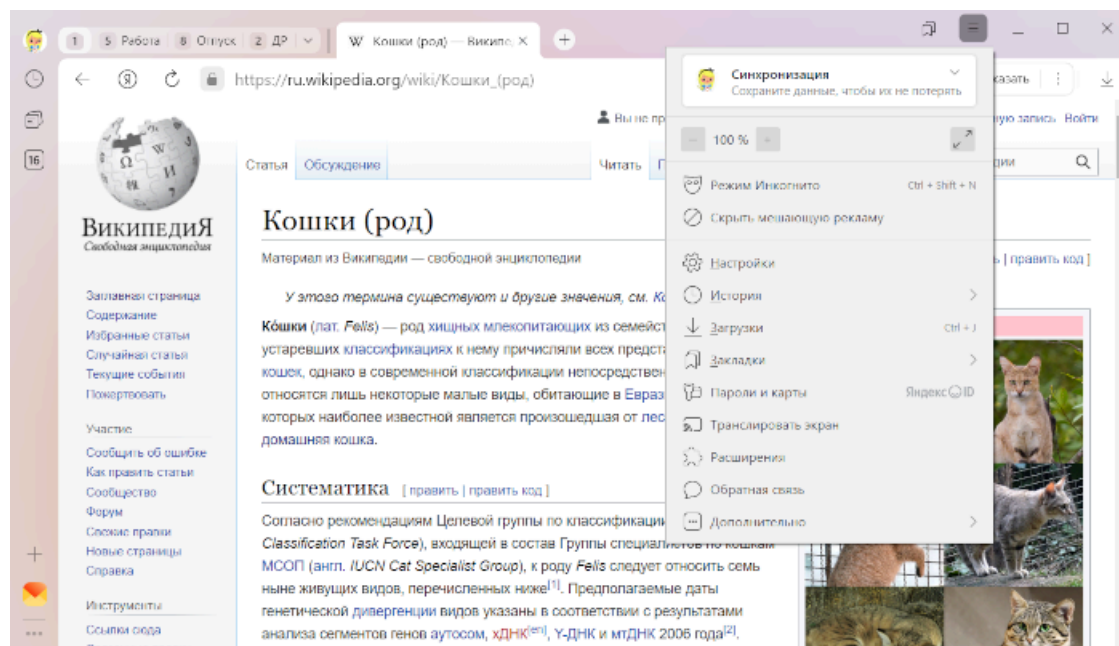 1 5 Работа 8 Отпуск 2 ДР W Кошки (род) — Википе
Я https://ru.wikipedia.org/wiki/Кошки_(род)
16
Синхронизация
Сохраните данные, чтобы их не потерять
100 %
Режим Инкогнито Ctrl + Shift + N
Скрыть мешающую рекламу
Настройки
История
Загрузки Ctrl + J
Закладки
Пароли и карты Яндекс ID
Транслировать экран
Расширения
Обратная связь
Дополнительно
Вы не пр
запись Войти
Статья Обсуждение Читать
ВИКИПЕДИЯ
Свободная энциклопедия
Заглавная страница
Содержание
Избранные статьи
Случайная статья
Текущие события
Пожертвовать
Участие
Сообщить об ошибке
Как править статьи
Сообщество
Форум
Свежие правки
Новые страницы
Справка
Инструменты
Ссылки сюда
Кошки (род)
Материал из Википедии — свободной энциклопедии
| править код ]
У этого термина существуют и другие значения, см. Ко
Ко́шки (лат. Felis) — род хищных млекопитающих из семейст
устаревших классификациях к нему причисляли всех предста
кошек, однако в современной классификации непосредствен
относятся лишь некоторые малые виды, обитающие в Евраз
которых наиболее известной является произошедшая от лес
домашняя кошка.
Систематика [ править | править код ]
Согласно рекомендациям Целевой группы по классификации
Classification Task Force), входящей в состав Группы специалистов по кошкам
МСОП (англ. IUCN Cat Specialist Group), к роду Felis следует относить семь
ныне живущих видов, перечисленных ниже[1]. Предполагаемые даты
генетической дивергенции видов указаны в соответствии с результатами
анализа сегментов генов аутосом, хДНК[en], Y-ДНК и мтДНК 2006 года[2].